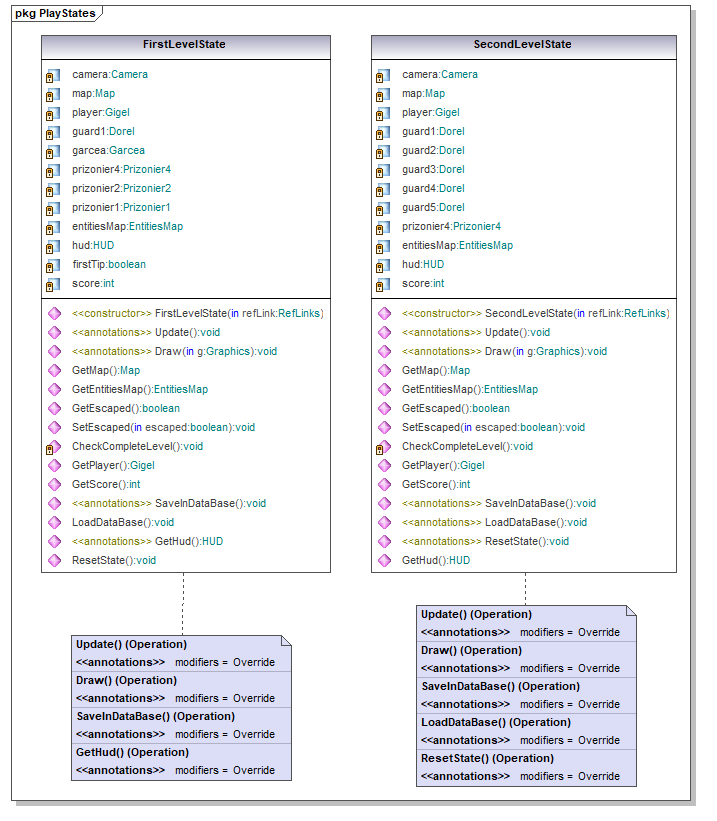 pkg PlayStates
FirstLevelState
camera:Camera
map:Map
player:Gigel
guard1:Dorel
garcea:Garcea
prizonier4:Prizonier4
prizonier2:Prizonier2
prizonier1:Prizonier1
entitiesMap:EntitiesMap
hud:HUD
firstTip:boolean
score:int
<<constructor>> FirstLevelState(in refLink:RefLinks)
<<annotations>> Update():void
<<annotations>> Draw(in g:Graphics):void
GetMap():Map
GetEntitiesMap():EntitiesMap
GetEscaped():boolean
SetEscaped(in escaped:boolean):void
CheckCompleteLevel():void
GetPlayer():Gigel
GetScore():int
<<annotations>> SaveInDataBase():void
LoadDataBase():void
<<annotations>> GetHud():HUD
ResetState():void
Update() (Operation)
<<annotations>> modifiers = Override
Draw() (Operation)
<<annotations>> modifiers = Override
SaveInDataBase() (Operation)
<<annotations>> modifiers = Override
GetHud() (Operation)
<<annotations>> modifiers = Override
SecondLevelState
camera:Camera
map:Map
player:Gigel
guard1:Dorel
guard2:Dorel
guard3:Dorel
guard4:Dorel
guard5:Dorel
prizonier4:Prizonier4
entitiesMap:EntitiesMap
hud:HUD
score:int
<<constructor>> SecondLevelState(in refLink:RefLinks)
<<annotations>> Update():void
<<annotations>> Draw(in g:Graphics):void
GetMap():Map
GetEntitiesMap():EntitiesMap
GetEscaped():boolean
SetEscaped(in escaped:boolean):void
CheckCompleteLevel():void
GetPlayer():Gigel
GetScore():int
<<annotations>> SaveInDataBase():void
<<annotations>> LoadDataBase():void
<<annotations>> ResetState():void
GetHud():HUD
Update() (Operation)
<<annotations>> modifiers = Override
Draw() (Operation)
<<annotations>> modifiers = Override
SaveInDataBase() (Operation)
<<annotations>> modifiers = Override
LoadDataBase() (Operation)
<<annotations>> modifiers = Override
ResetState() (Operation)
<<annotations>> modifiers = Override